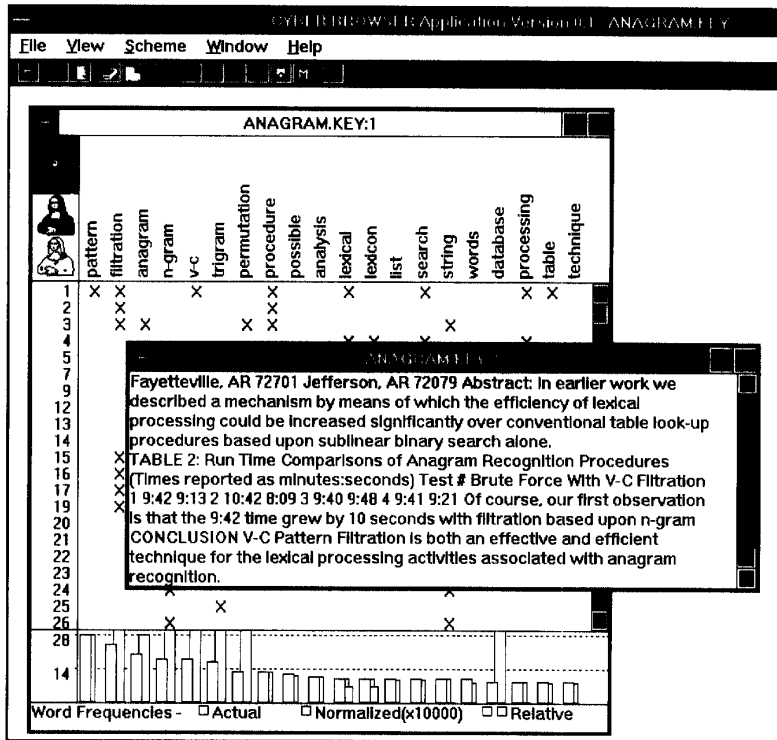 CYBER BROWSER Application Version 0.1 - ANAGRAM.KEY
File View Scheme Window Help
M
ANAGRAM.KEY:1
pattern
filtration
anagram
n-gram
v-c
trigram
permutation
procedure
possible
analysis
lexical
lexicon
list
search
string
words
database
processing
table
technique
1 X X X X X X X X
2 X X
3 X X X X X
4 X X X X
5
7
9
12
13
14
15 X
16 X
17 X
19 X
20
21
22
23
24 X X
25 X
26 X X
ANAGRAM.KEY
Fayetteville, AR 72701 Jefferson, AR 72079 Abstract: In earlier work we
described a mechanism by means of which the efficiency of lexical
processing could be increased significantly over conventional table look-up
procedures based upon sublinear binary search alone.
TABLE 2: Run Time Comparisons of Anagram Recognition Procedures
(Times reported as minutes:seconds) Test # Brute Force With V-C Filtration
1 9:42 9:13 2 10:42 8:09 3 9:40 9:48 4 9:41 9:21 Of course, our first observation
is that the 9:42 time grew by 10 seconds with filtration based upon n-gram
CONCLUSION V-C Pattern Filtration is both an effective and efficient
technique for the lexical processing activities associated with anagram
recognition.
28
14
Word Frequencies - Actual Normalized(x10000) Relative